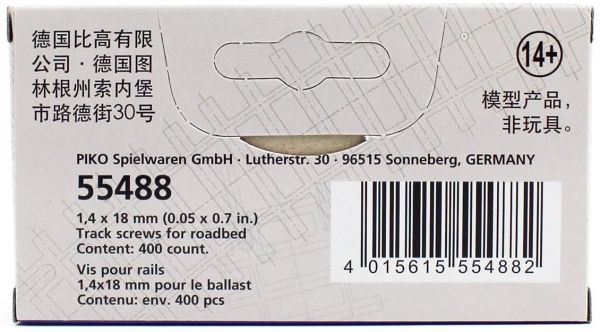 德国比高有限
公司·德国图
林根州索内堡
市路德街30号
14+
模型产品，
非玩具。
PIKO Spielwaren GmbH · Lutherstr. 30 · 96515 Sonneberg, GERMANY
55488
1,4 x 18 mm (0.05 x 0.7 in.)
Track screws for roadbed
Content: 400 count.
Vis pour rails
1,4x18 mm pour le ballast
Contenu: env. 400 pcs
4 015615 554882